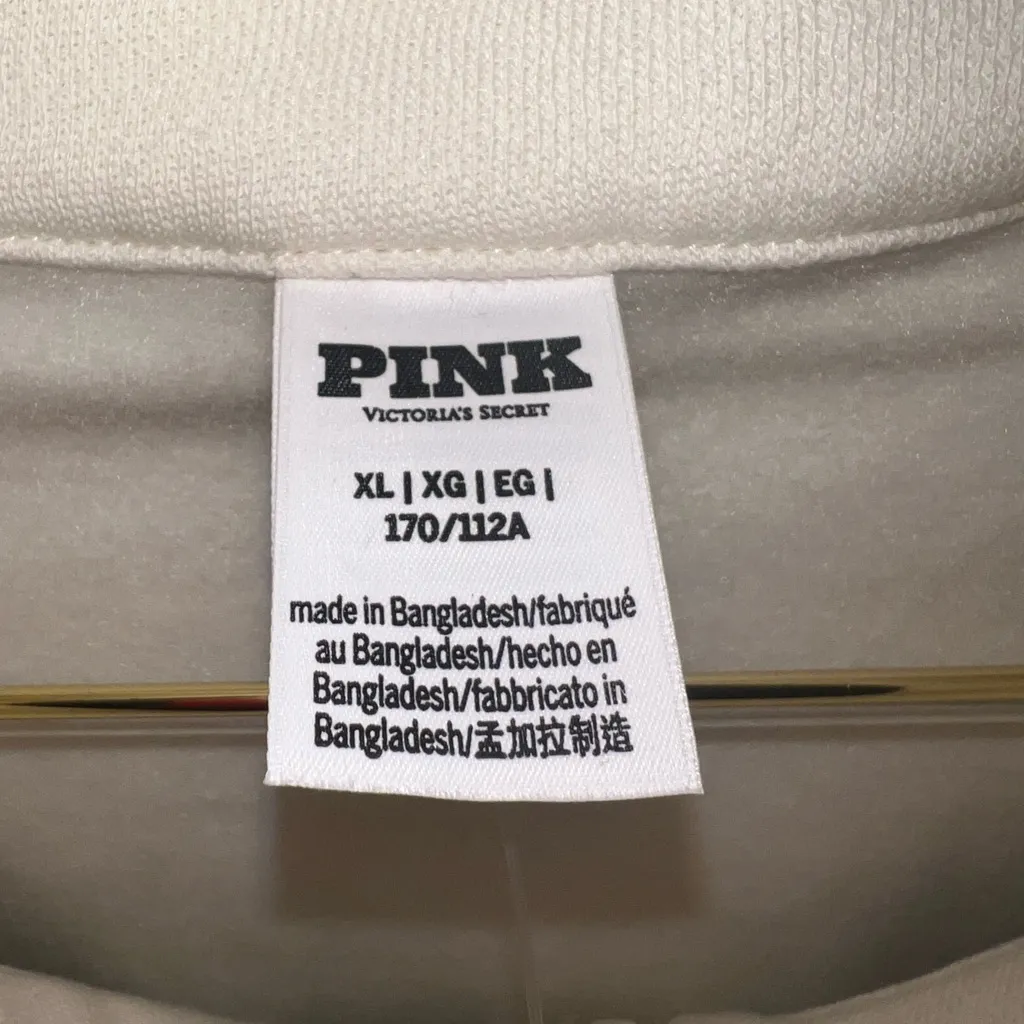 PINK
VICTORIA'S SECRET
XL | XG | EG |
170/112A
made in Bangladesh/fabriqué
au Bangladesh/hecho en
Bangladesh/fabbricato in
Bangladesh/孟加拉制造